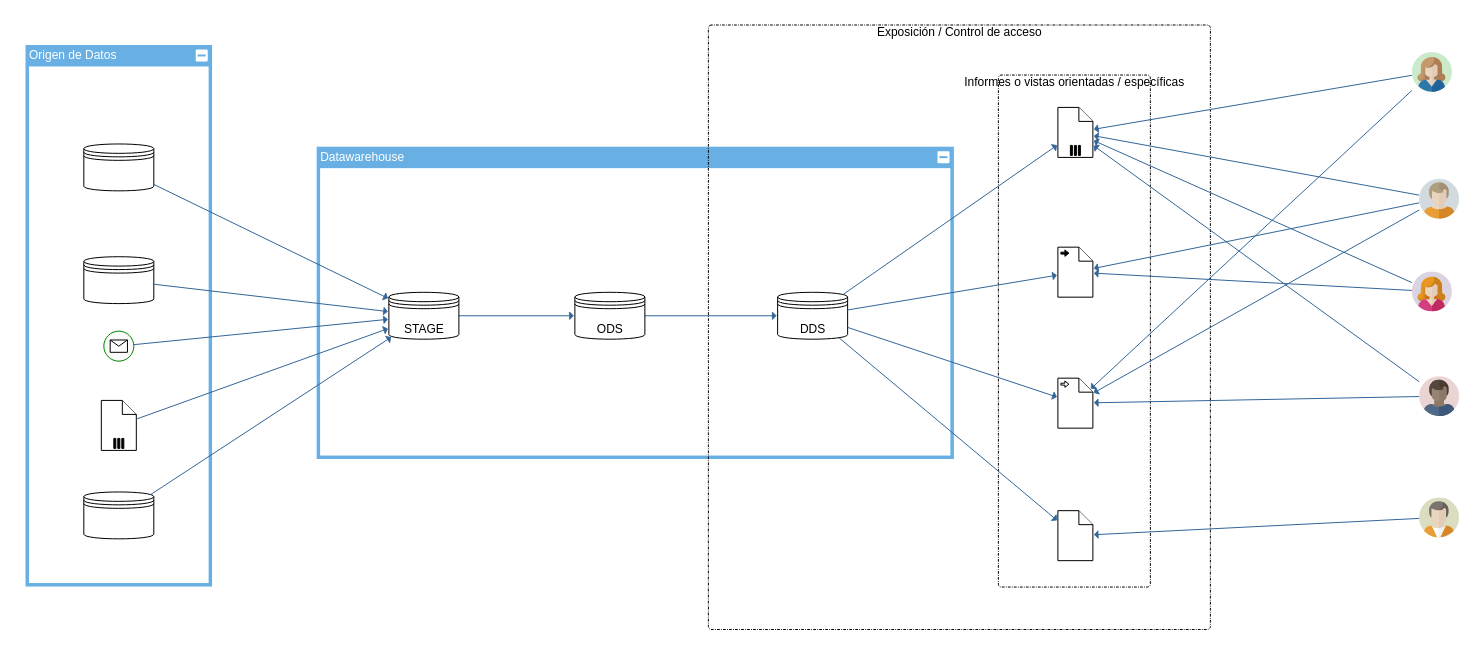 Exposición / Control de acceso
Origen de Datos
Informes o vistas orientadas / específicas
Datawarehouse
STAGE
ODS
DDS